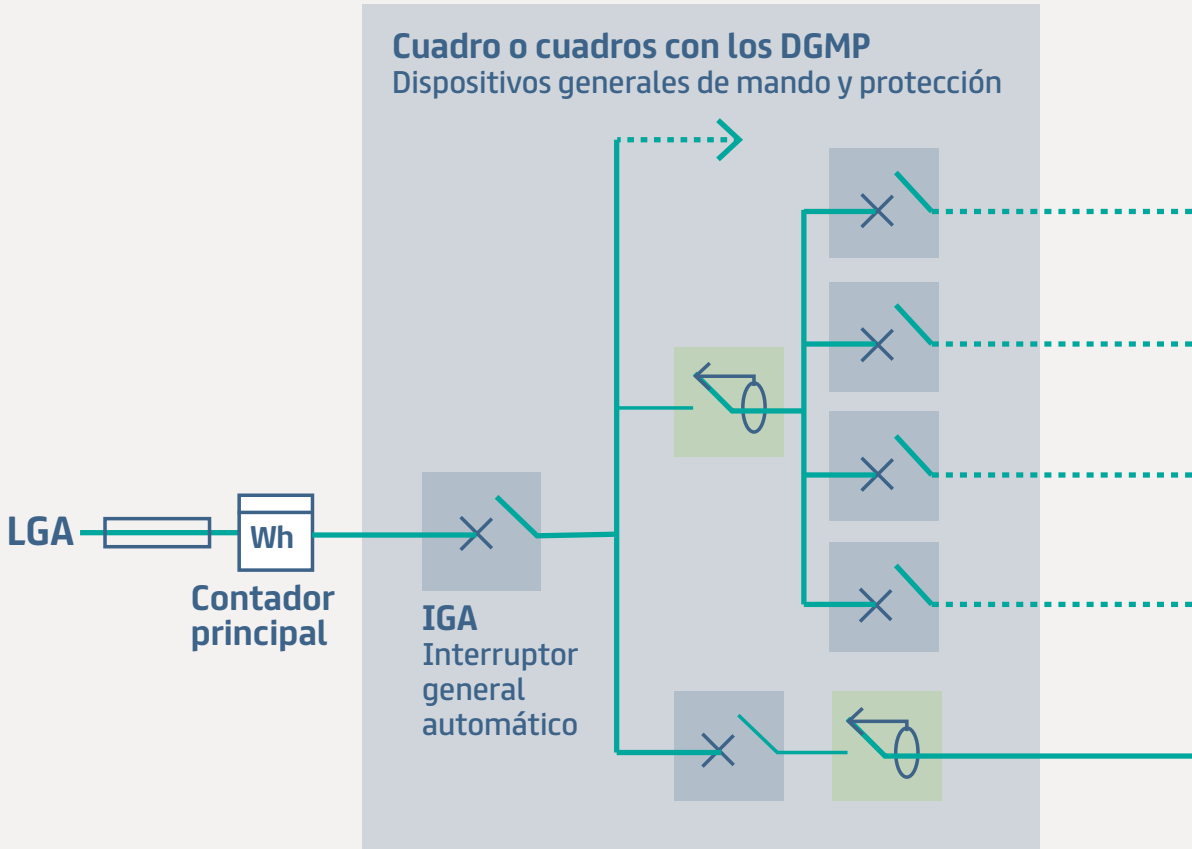 Cuadro o cuadros con los DGMP
Dispositivos generales de mando y protección
LGA
Wh
Contador
principal
IGA
Interruptor
general
automático